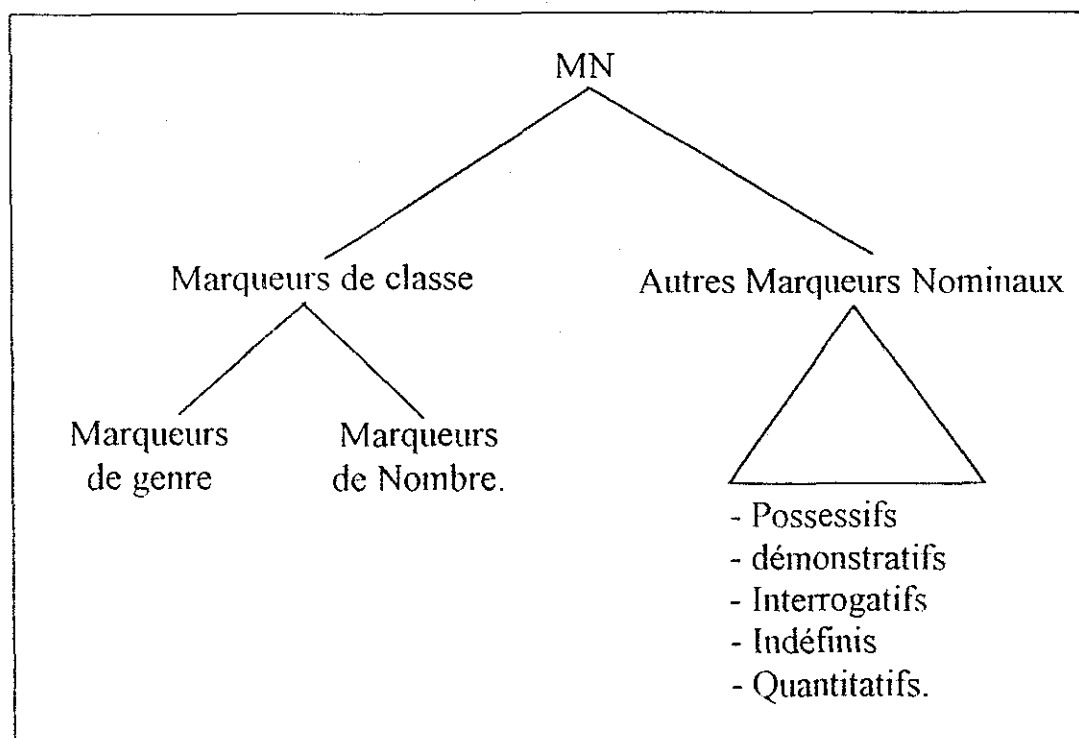 MN
Marqueurs de classe
Autres Marqueurs Nominaux
Marqueurs
de genre
Marqueurs
de Nombre.
- Possessifs
- démonstratifs
- Interrogatifs
- Indéfinis
- Quantitatifs.